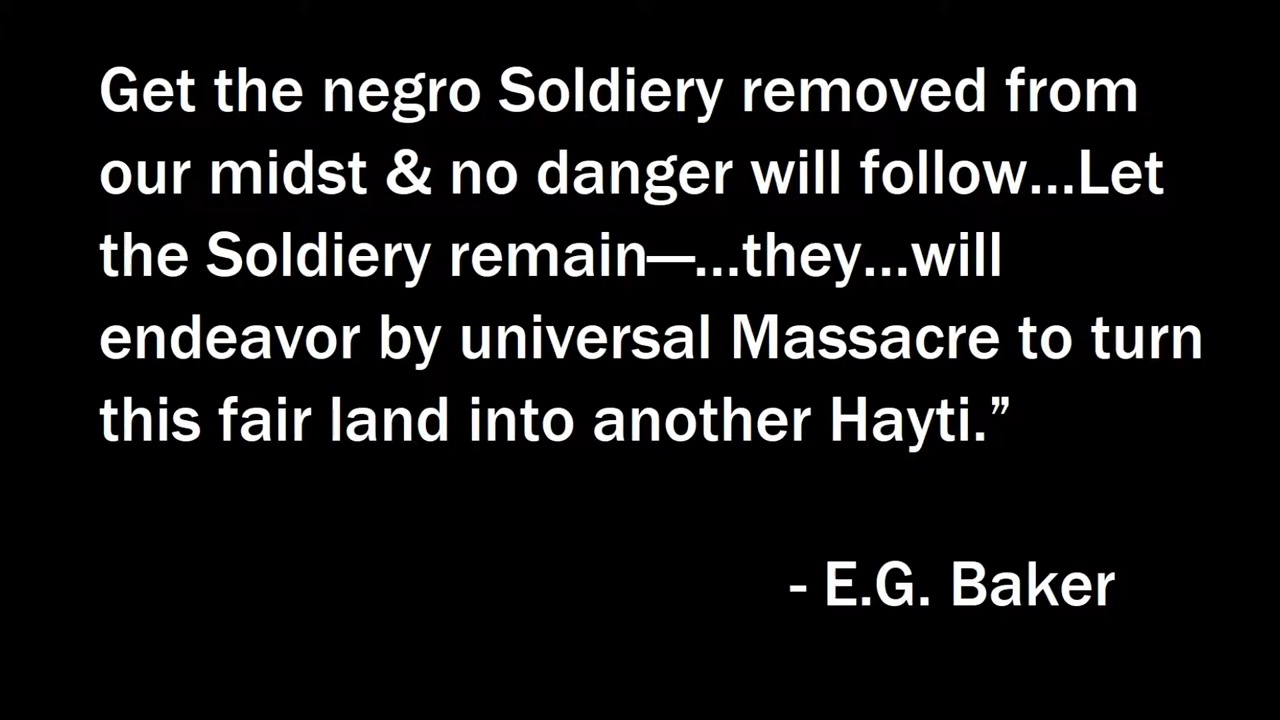 Get the negro Soldiery removed from
our midst & no danger will follow...Let
the Soldiery remain—...they...will
endeavor by universal Massacre to turn
this fair land into another Hayti.”
- E.G. Baker